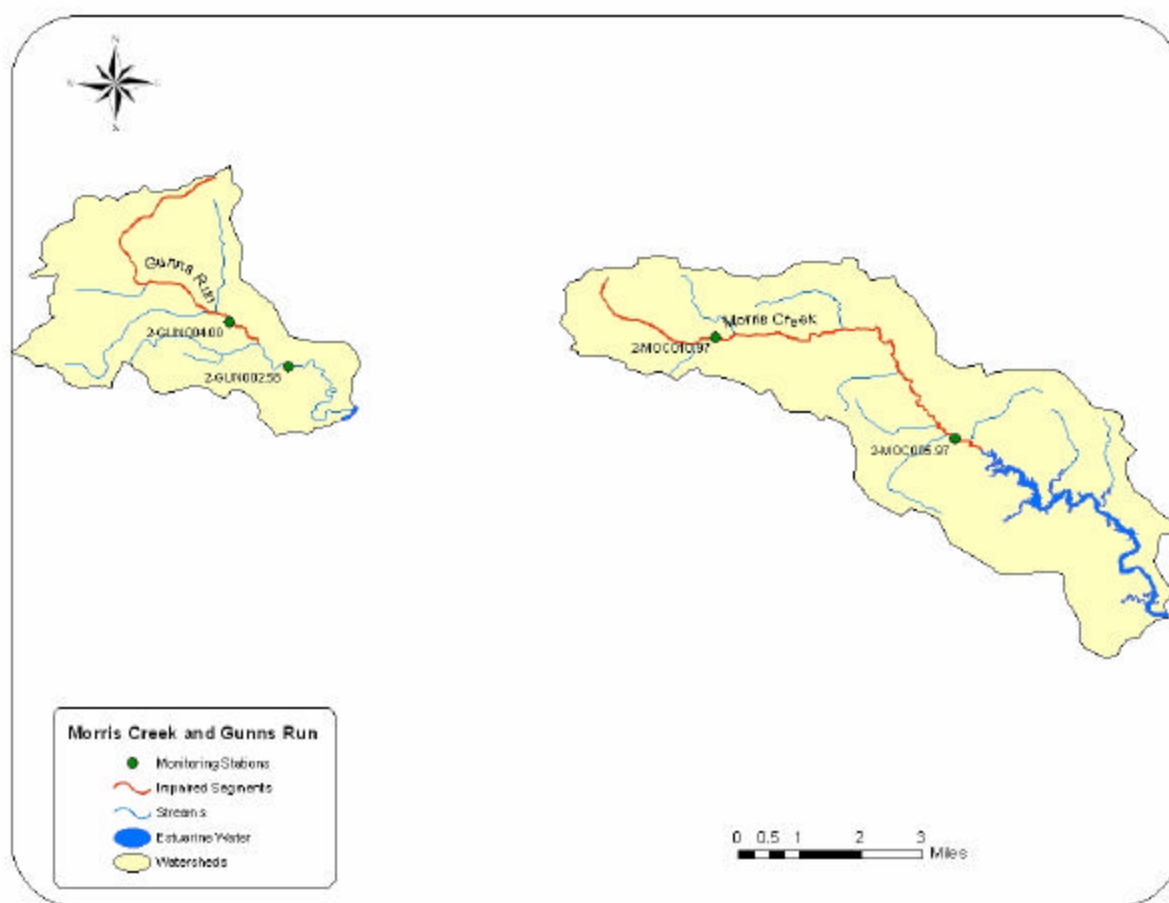 N
W
E
S
Gunns Run
2-GUN004.00
2-GUN002.55
Morris Creek
2-MOC010.97
2-MOC005.97
Morris Creek and Gunns Run
Monitoring Stations
Impaired Segments
Streams
Estuarine Water
Watersheds
0 0.5 1 2 3
Miles